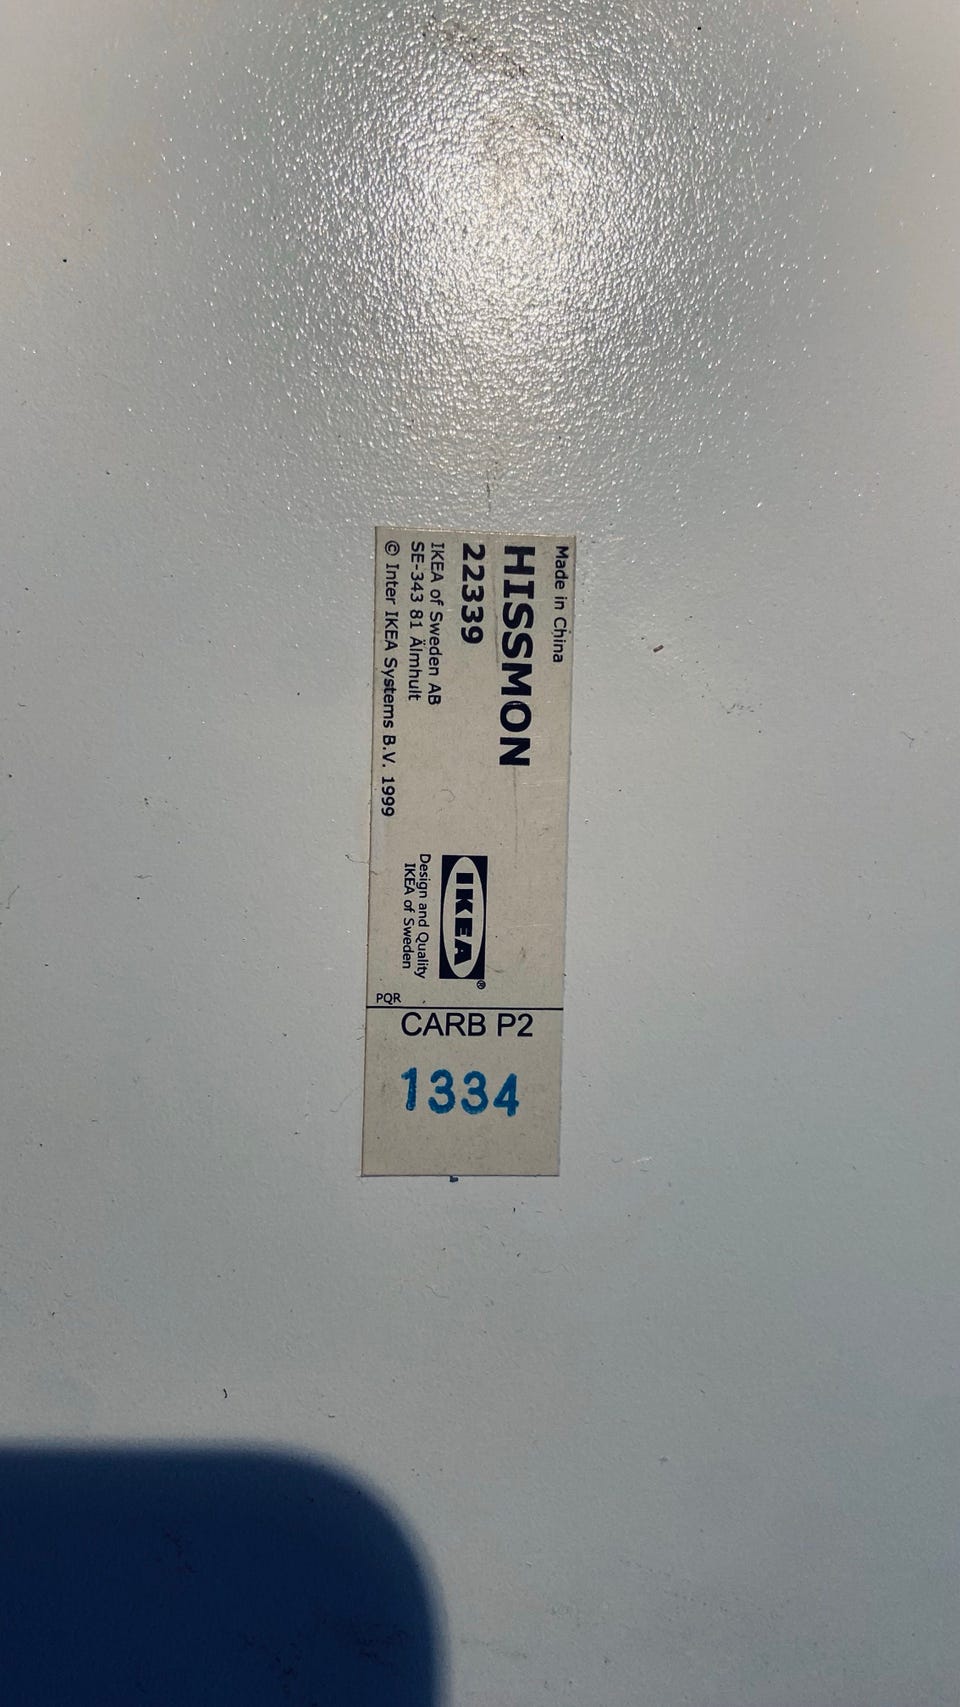 Made in China
HISSMON
22339
IKEA of Sweden AB
SE-343 81 Älmhult
© Inter IKEA Systems B.V. 1999
IKEA®
Design and Quality
IKEA of Sweden
PQR
CARB P2
1334